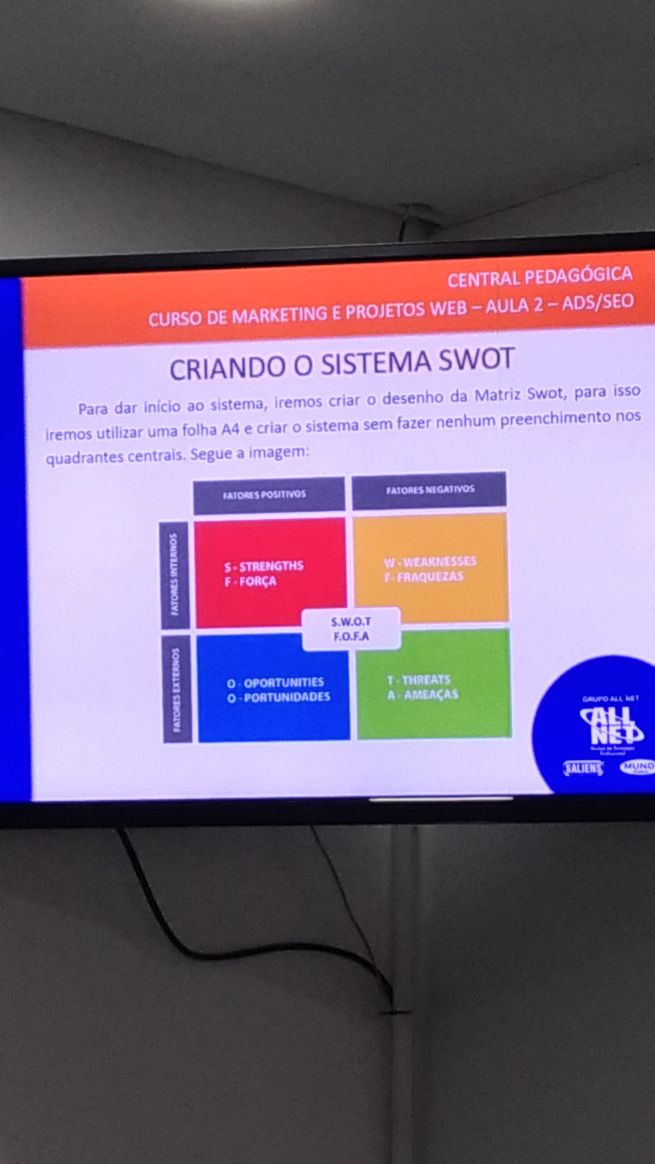 CENTRAL PEDAGÓGICA
CURSO DE MARKETING E PROJETOS WEB – AULA 2 – ADS/SEO
CRIANDO O SISTEMA SWOT
Para dar início ao sistema, iremos criar o desenho da Matriz Swot, para isso
iremos utilizar uma folha A4 e criar o sistema sem fazer nenhum preenchimento nos
quadrantes centrais. Segue a imagem:
FATORES POSITIVOS
FATORES NEGATIVOS
FATORES INTERNOS
S - STRENGTHS
F - FORÇA
W - WEAKNESSES
F- FRAQUEZAS
S.W.O.T
F.O.F.A
FATORES EXTERNOS
O - OPORTUNITIES
O - PORTUNIDADES
T - THREATS
A - AMEAÇAS
GRUPO ALL NET
ALL
NET
SALIENS
MUND